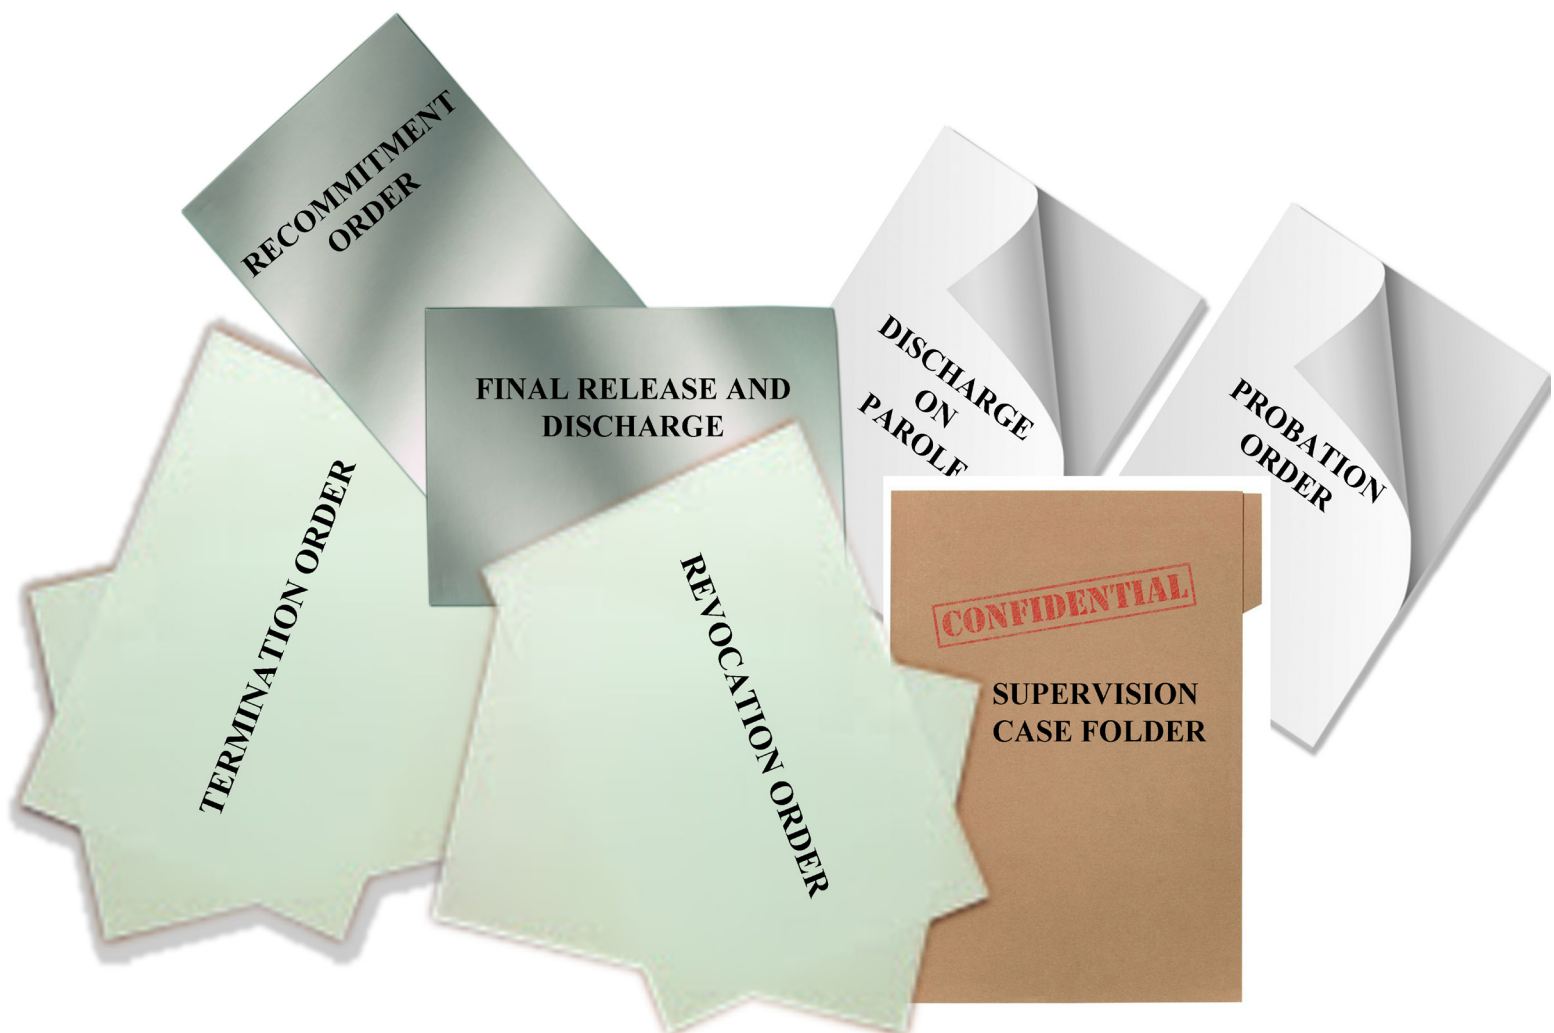 RECOMMITMENT
ORDER
FINAL RELEASE AND
DISCHARGE
DISCHARGE
ON
PAROLE
PROBATION
ORDER
TERMINATION ORDER
REVOCATION ORDER
CONFIDENTIAL
SUPERVISION
CASE FOLDER